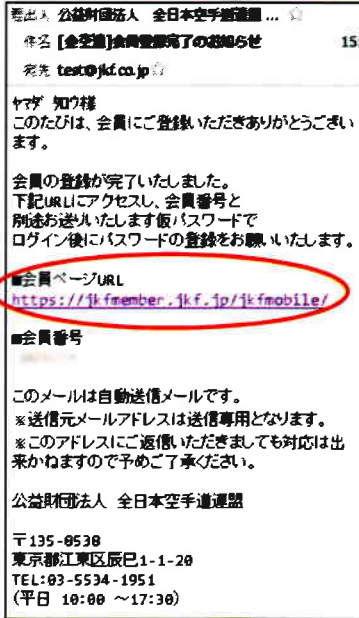 差出人 公益財団法人 全日本空手道連盟 ... ☆
件名 [全空連]会員登録完了のお知らせ 15:
宛先 test@jkf.co.jp ☆
ヤマダ タロウ様
このたびは、会員にご登録いただきありがとうござい
ます。
会員の登録が完了いたしました。
下記URLにアクセスし、会員番号と
別途お送りいたします仮パスワードで
ログイン後にパスワードの登録をお願いいたします。
■会員ページURL
https://jkfmember.jkf.jp/jkfmobile/
■会員番号
このメールは自動送信メールです。
※送信元メールアドレスは送信専用となります。
※このアドレスにご返信いただきましても対応は出
来かねますので予めご了承ください。
公益財団法人 全日本空手道連盟
〒135-0538
東京都江東区辰巳1-1-20
TEL:03-5534-1951
(平日 10:00 ～17:30)